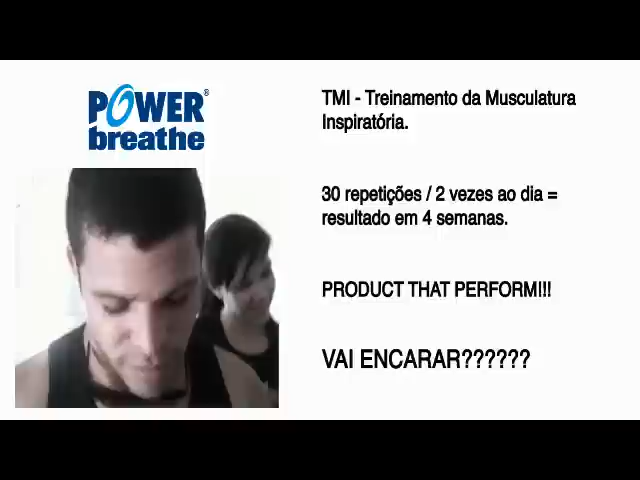 POWER®
breathe
TMI - Treinamento da Musculatura
Inspiratória.
30 repetições / 2 vezes ao dia =
resultado em 4 semanas.
PRODUCT THAT PERFORM!!!
VAI ENCARAR??????